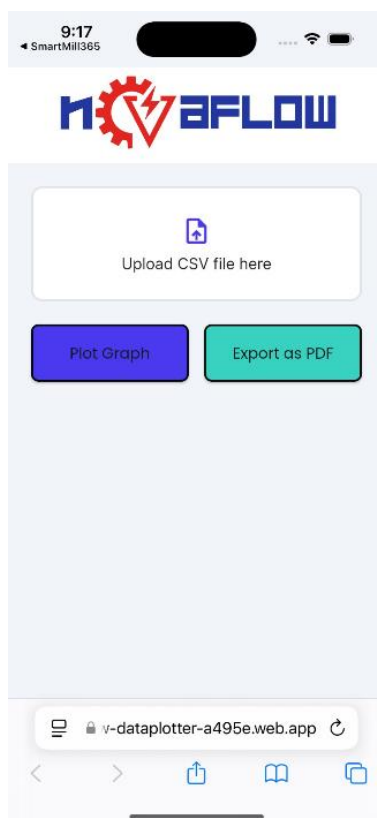 9:17
◀ SmartMill365
novaflow
Upload CSV file here
Plot Graph
Export as PDF
v-dataplotter-a495e.web.app